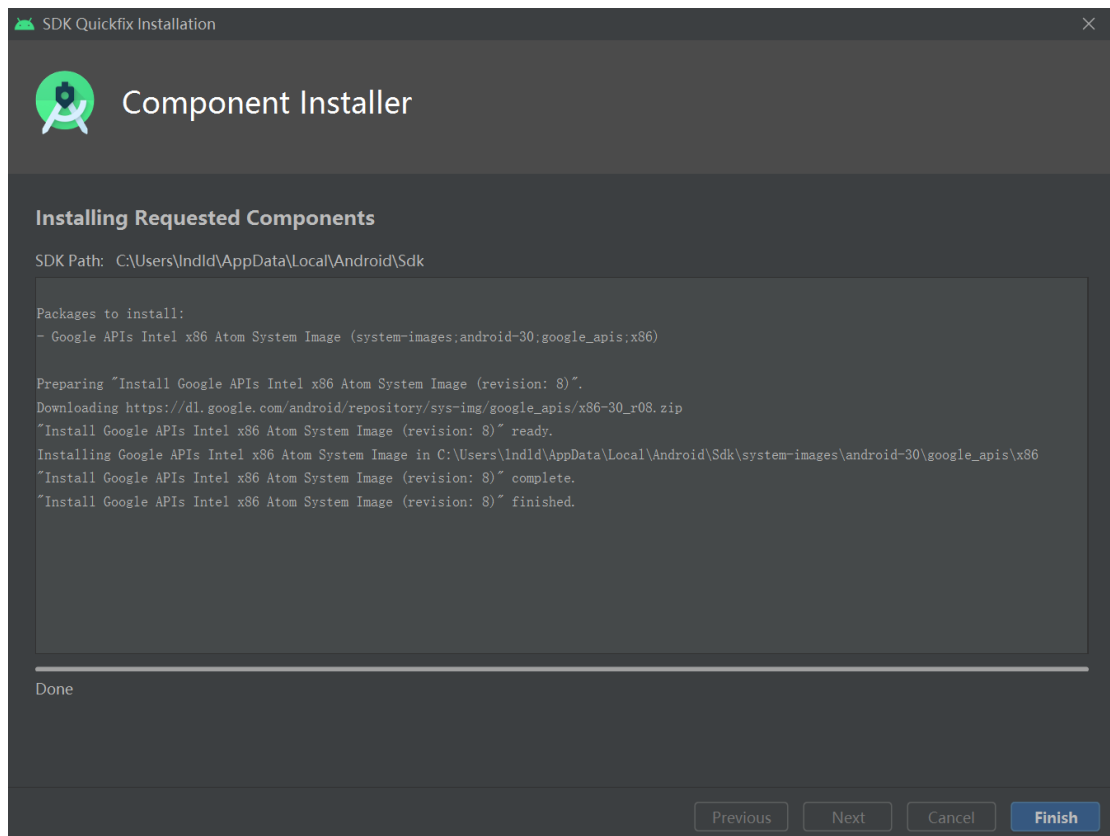 SDK Quickfix Installation
Component Installer
Installing Requested Components
SDK Path: C:\Users\lndld\AppData\Local\Android\Sdk
Packages to install:
- Google APIs Intel x86 Atom System Image (system-images;android-30;google_apis;x86)
Preparing "Install Google APIs Intel x86 Atom System Image (revision: 8)".
Downloading https://dl.google.com/android/repository/sys-img/google_apis/x86-30_r08.zip
"Install Google APIs Intel x86 Atom System Image (revision: 8)" ready.
Installing Google APIs Intel x86 Atom System Image in C:\Users\lndld\AppData\Local\Android\Sdk\system-images\android-30\google_apis\x86
"Install Google APIs Intel x86 Atom System Image (revision: 8)" complete.
"Install Google APIs Intel x86 Atom System Image (revision: 8)" finished.
Done
Previous Next Cancel Finish